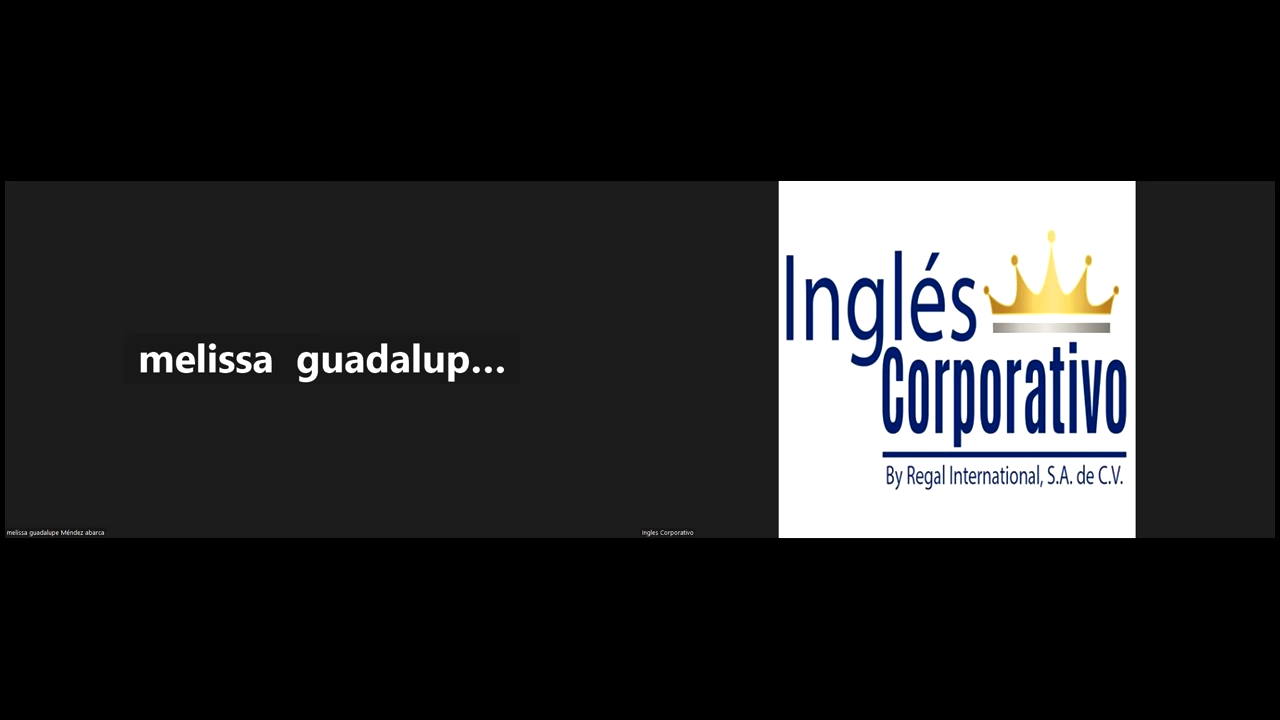 melissa guadalup...
melissa guadalupe Méndez abarca
Inglés
Corporativo
By Regal International, S.A. de C.V.
Ingles Corporativo